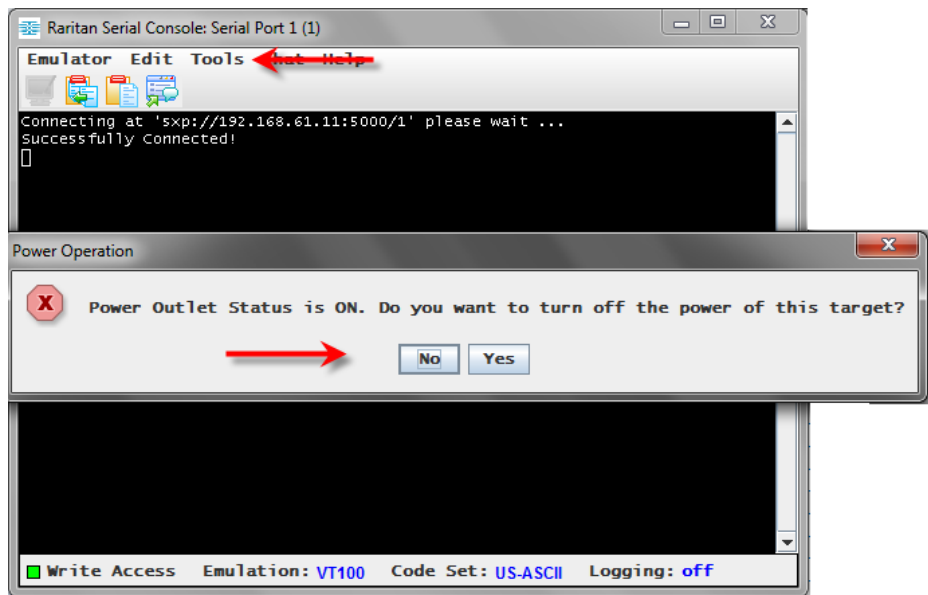 Raritan Serial Console: Serial Port 1 (1)
Emulator Edit Tools Chat Help
Connecting at 'sxp://192.168.61.11:5000/1' please wait ...
Successfully Connected!
Power Operation
Power Outlet Status is ON. Do you want to turn off the power of this target?
No Yes
Write Access Emulation: VT100 Code Set: US-ASCII Logging: off